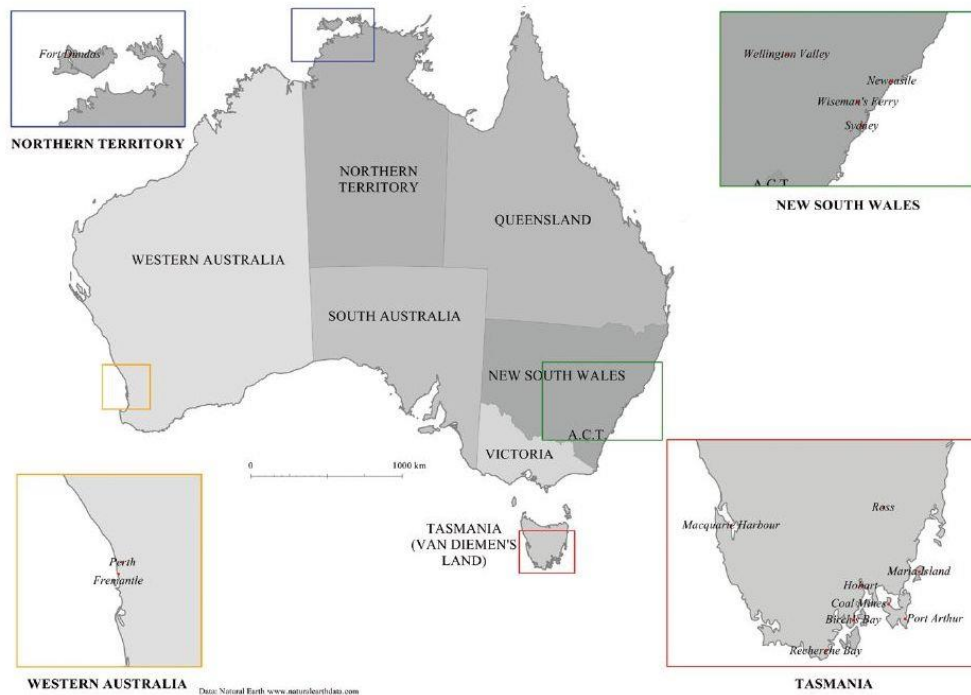 Fort Dundas
NORTHERN TERRITORY
Wellington Valley
Newcastle
Wiseman's Ferry
Sydney
A.C.T.
NEW SOUTH WALES
NORTHERN
TERRITORY
QUEENSLAND
WESTERN AUSTRALIA
SOUTH AUSTRALIA
NEW SOUTH WALES
A.C.T.
VICTORIA
0
1000 km
TASMANIA
(VAN DIEMEN'S
LAND)
Perth
Fremantle
WESTERN AUSTRALIA
Ross
Macquarie Harbour
Maria Island
Hobart
Coal Mines
Birch's Bay
Port Arthur
Recherche Bay
TASMANIA
Data: Natural Earth www.naturalearthdata.com